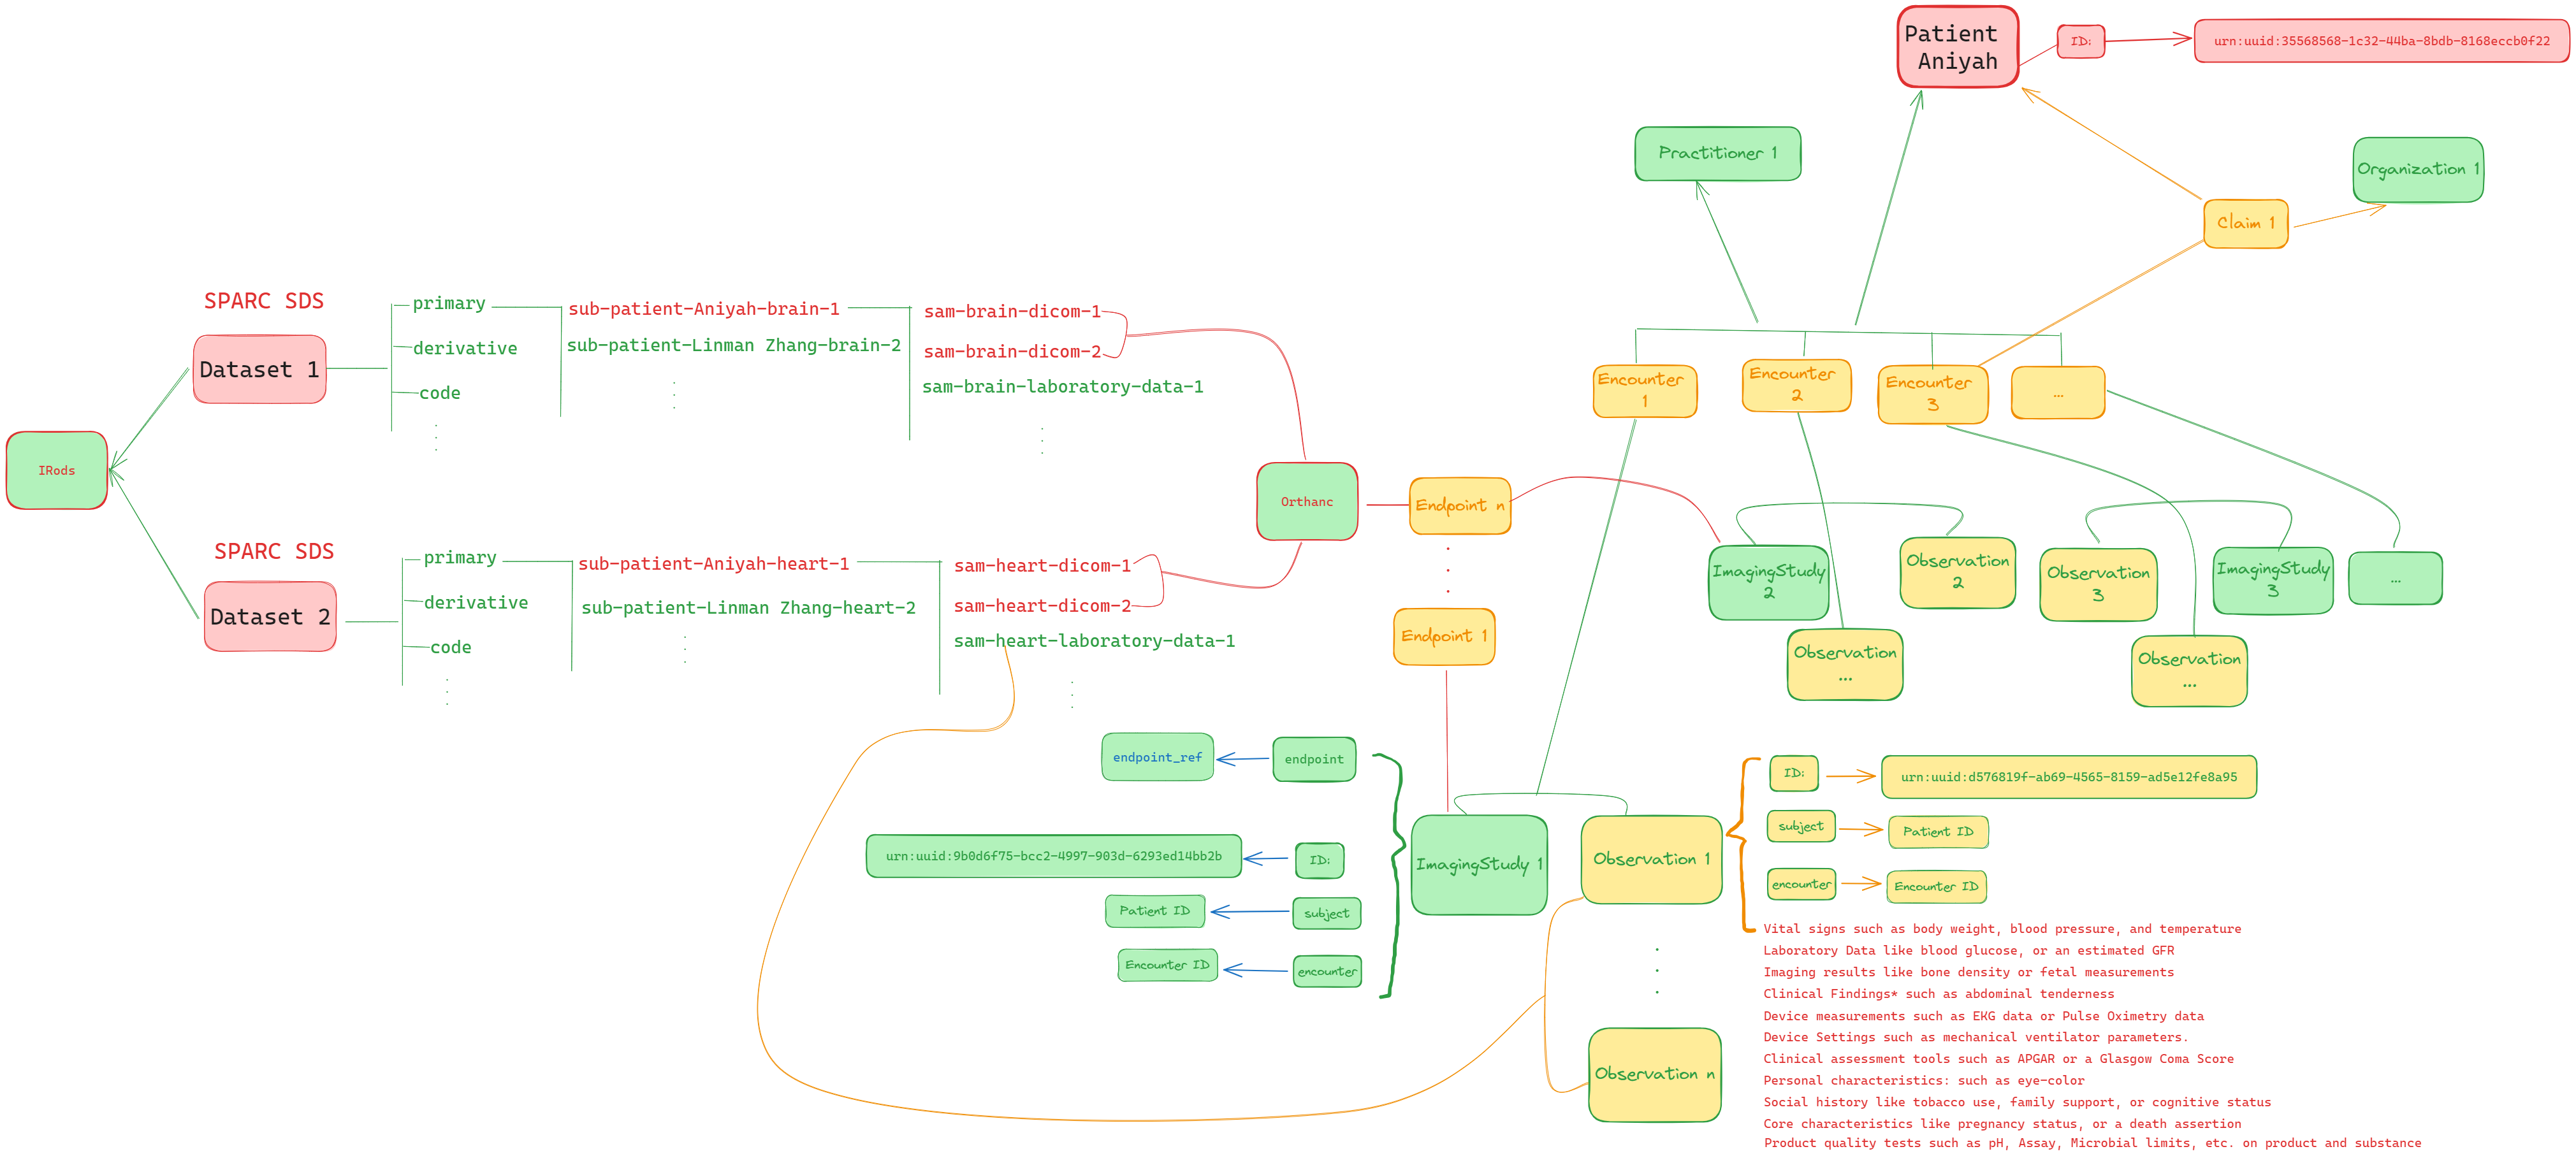 Patient
Aniyah
ID:
urn:uuid:35568568-1c32-44ba-8bdb-8168eccb0f22
Practitioner 1
Organization 1
Claim 1
SPARC SDS
Dataset 1
primary
derivative
code
sub-patient-Aniyah-brain-1
sub-patient-Linman Zhang-brain-2
sam-brain-dicom-1
sam-brain-dicom-2
sam-brain-laboratory-data-1
Encounter
1
Encounter
2
Encounter
3
...
IRods
Orthanc
Endpoint n
Endpoint 1
SPARC SDS
Dataset 2
primary
derivative
code
sub-patient-Aniyah-heart-1
sub-patient-Linman Zhang-heart-2
sam-heart-dicom-1
sam-heart-dicom-2
sam-heart-laboratory-data-1
ImagingStudy
2
Observation
2
Observation
3
ImagingStudy
3
...
Observation
...
Observation
...
endpoint_ref
endpoint
urn:uuid:9b0d6f75-bcc2-4997-903d-6293ed14bb2b
ID:
Patient ID
subject
Encounter ID
encounter
ImagingStudy 1
Observation 1
Observation n
ID:
urn:uuid:d576819f-ab69-4565-8159-ad5e12fe8a95
subject
Patient ID
encounter
Encounter ID
Vital signs such as body weight, blood pressure, and temperature
Laboratory Data like blood glucose, or an estimated GFR
Imaging results like bone density or fetal measurements
Clinical Findings* such as abdominal tenderness
Device measurements such as EKG data or Pulse Oximetry data
Device Settings such as mechanical ventilator parameters.
Clinical assessment tools such as APGAR or a Glasgow Coma Score
Personal characteristics: such as eye-color
Social history like tobacco use, family support, or cognitive status
Core characteristics like pregnancy status, or a death assertion
Product quality tests such as pH, Assay, Microbial limits, etc. on product and substance